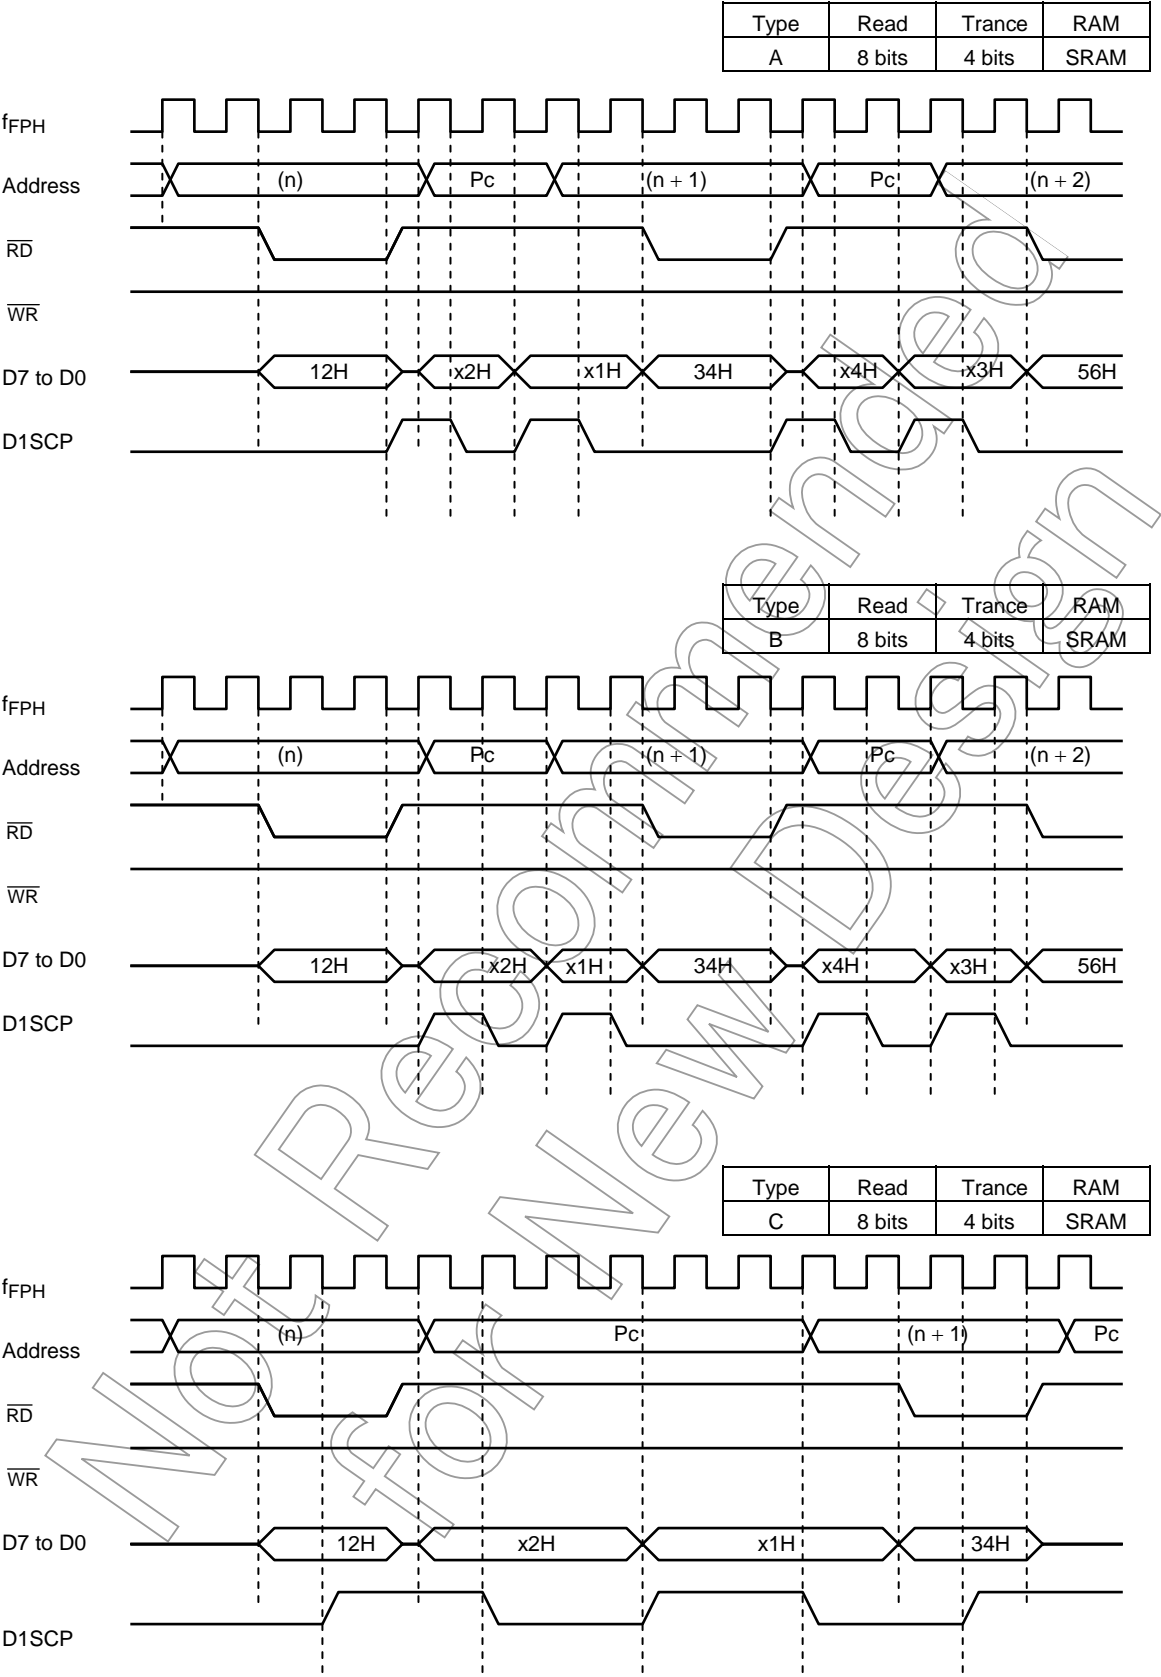 Type Read Trance RAM
A 8 bits 4 bits SRAM
fFPH
Address (n) Pc (n + 1) Pc (n + 2)
RD
WR
D7 to D0 12H x2H x1H 34H x4H x3H 56H
D1SCP
Type Read Trance RAM
B 8 bits 4 bits SRAM
fFPH
Address (n) Pc (n + 1) Pc (n + 2)
RD
WR
D7 to D0 12H x2H x1H 34H x4H x3H 56H
D1SCP
Type Read Trance RAM
C 8 bits 4 bits SRAM
fFPH
Address (n) Pc (n + 1) Pc
RD
WR
D7 to D0 12H x2H x1H 34H
D1SCP
Not Recommended
for New Design